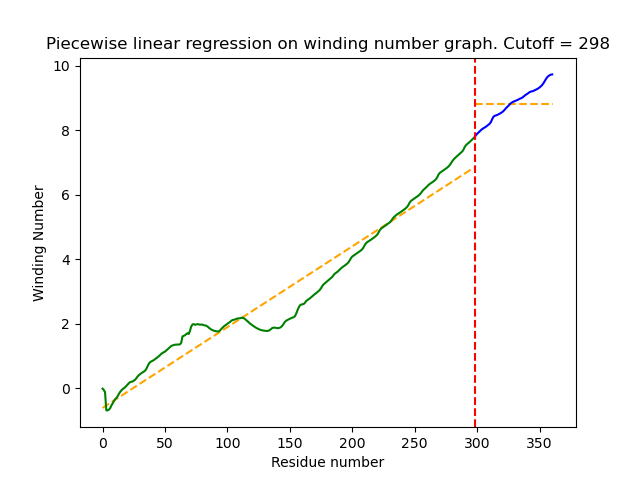 Piecewise linear regression on winding number graph. Cutoff = 298
10
8
6
4
2
0
Winding Number
0 50 100 150 200 250 300 350
Residue number